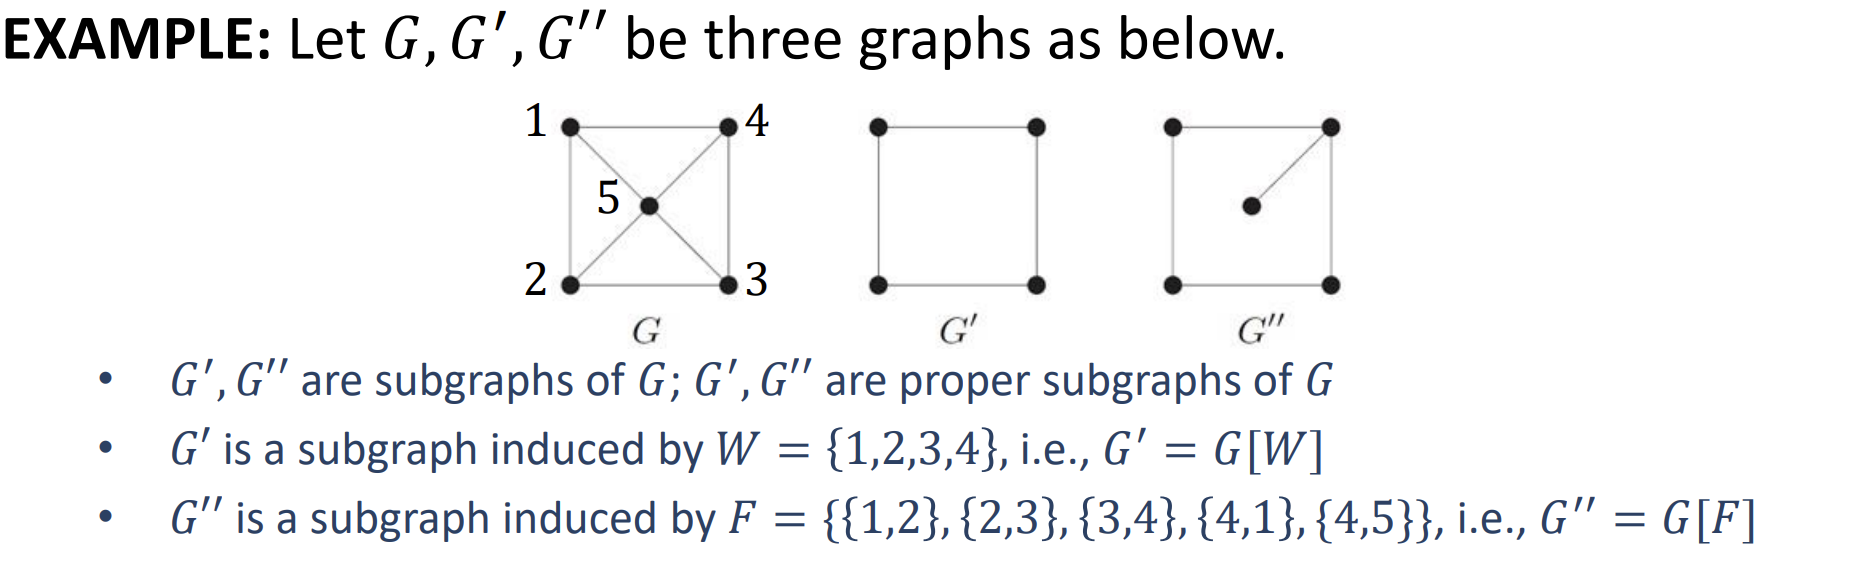 EXAMPLE: Let G, G′, G′′ be three graphs as below.
1 4
5
2 3
G G′ G′′
• G′, G′′ are subgraphs of G; G′, G′′ are proper subgraphs of G
• G′ is a subgraph induced by W = {1,2,3,4}, i.e., G′ = G[W]
• G′′ is a subgraph induced by F = {{1,2}, {2,3}, {3,4}, {4,1}, {4,5}}, i.e., G′′ = G[F]